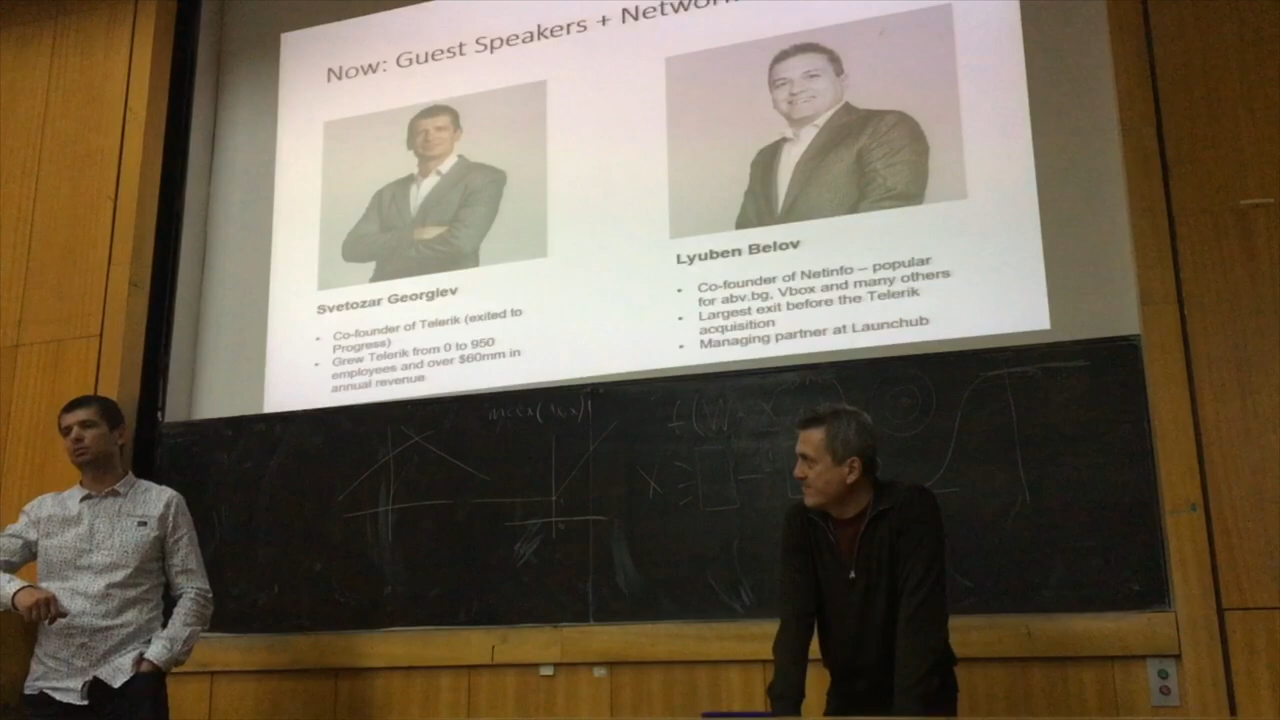 Now: Guest Speakers +
Svetozar Georgiev
• Co-founder of Telerik (exited to
Progress)
• Grew Telerik from 0 to 950
employees and over $60mm in
annual revenue
Lyuben Belov
• Co-founder of Netinfo – popular
for abv.bg, Vbox and many others
• Largest exit before the Telerik
acquisition
• Managing partner at Launchub